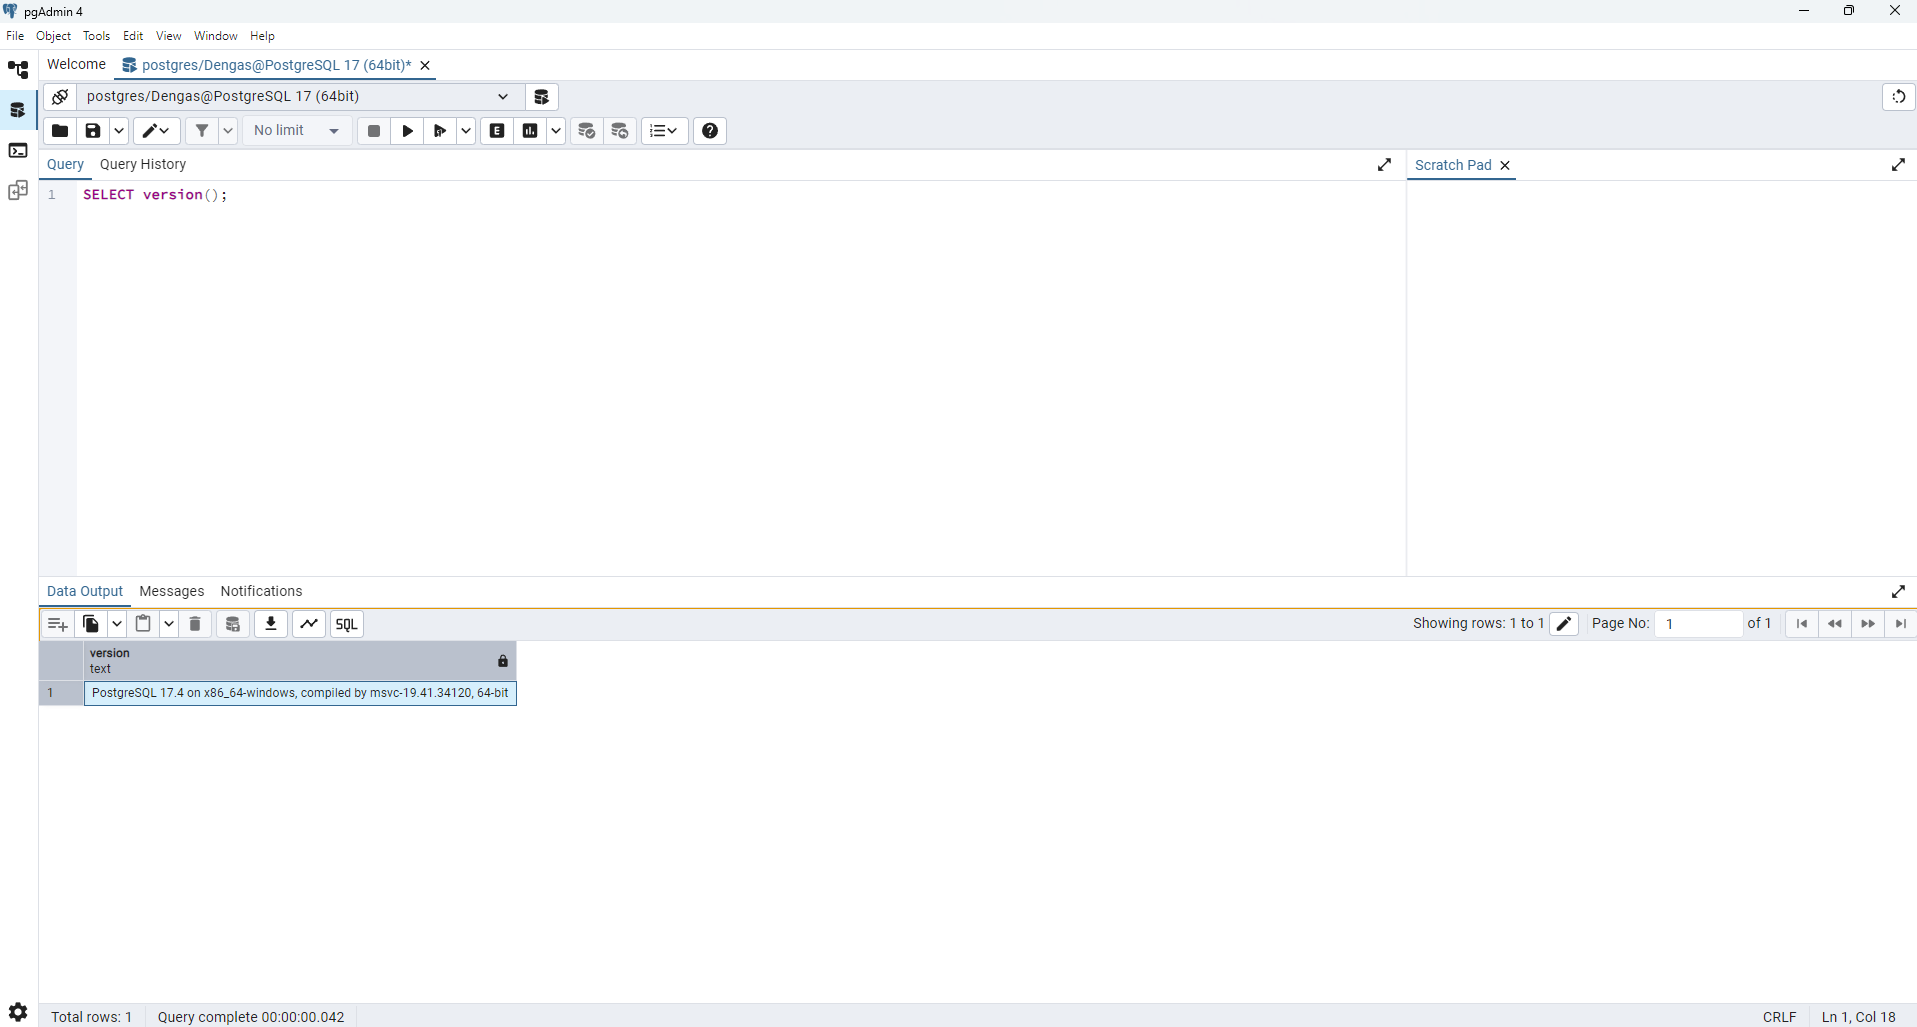 pgAdmin 4
File Object Tools Edit View Window Help
Welcome postgres/Dengas@PostgreSQL 17 (64bit)*
postgres/Dengas@PostgreSQL 17 (64bit)
No limit E
Query Query History Scratch Pad
1 SELECT version();
Data Output Messages Notifications
SQL Showing rows: 1 to 1 Page No: 1 of 1
version
text
1 PostgreSQL 17.4 on x86_64-windows, compiled by msvc-19.41.34120, 64-bit
Total rows: 1 Query complete 00:00:00.042 CRLF Ln 1, Col 18